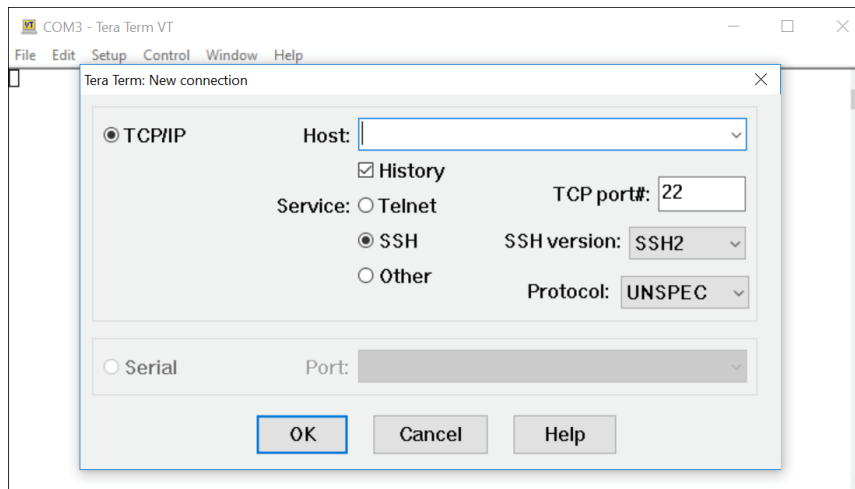 COM3 - Tera Term VT
File Edit Setup Control Window Help
Tera Term: New connection
TCP/IP Host:
History
TCP port#: 22
Service: Telnet
SSH SSH version: SSH2
Other
Protocol: UNSPEC
Serial Port:
OK Cancel Help